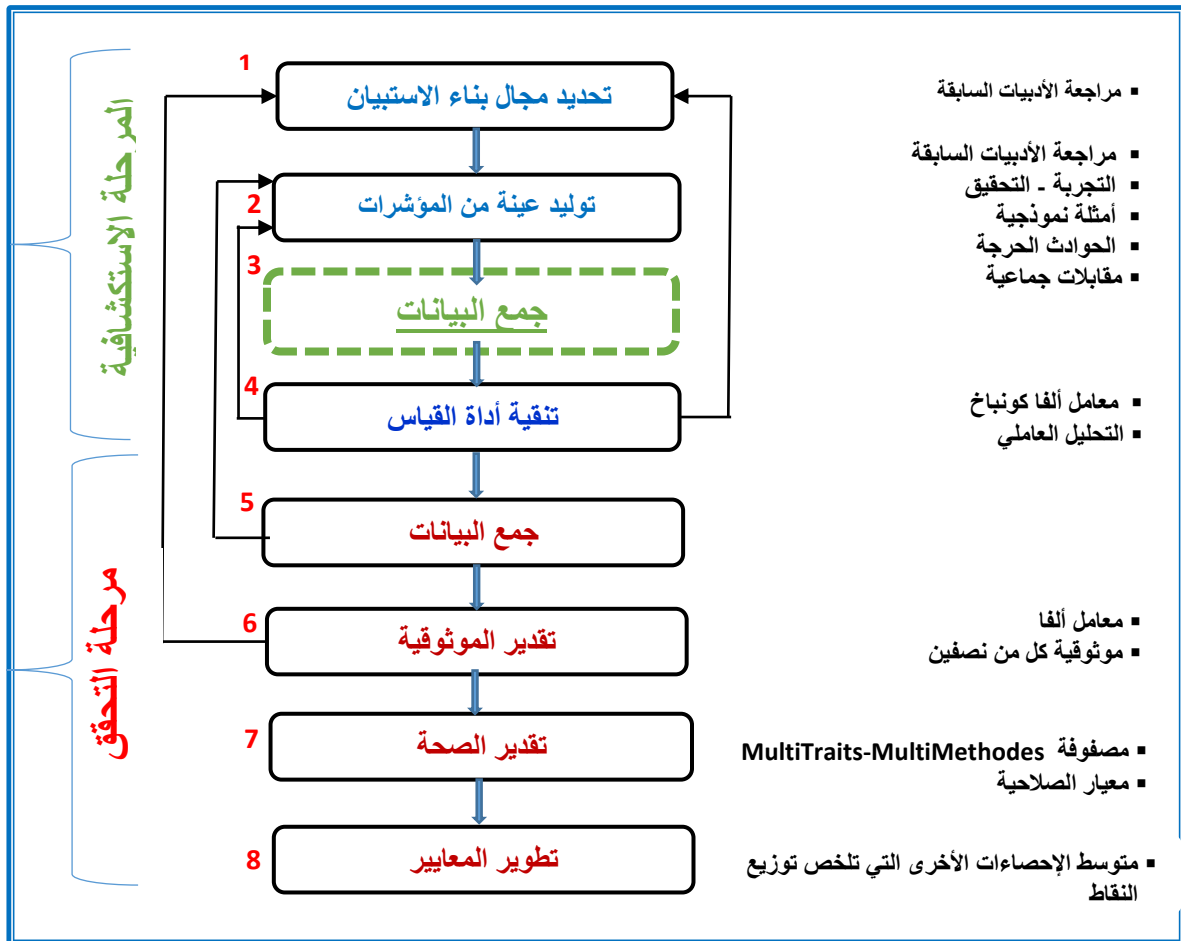 1
تحديد مجال بناء الاستبيان
▪ مراجعة الأدبيات السابقة
المرحلة الاستكشافية
2
توليد عينة من المؤشرات
▪ مراجعة الأدبيات السابقة
▪ التجربة - التحقيق
▪ أمثلة نموذجية
▪ الحوادث الحرجة
▪ مقابلات جماعية
3
جمع البيانات
4
تنقية أداة القياس
▪ معامل ألفا كونباخ
▪ التحليل العاملي
5
جمع البيانات
مرحلة التحقق
6
تقدير الموثوقية
▪ معامل ألفا
▪ موثوقية كل من نصفين
7
تقدير الصحة
▪ مصفوفة MultiTraits-MultiMethodes
▪ معيار الصلاحية
8
تطوير المعايير
▪ متوسط الإحصاءات الأخرى التي تلخص توزيع
النقاط